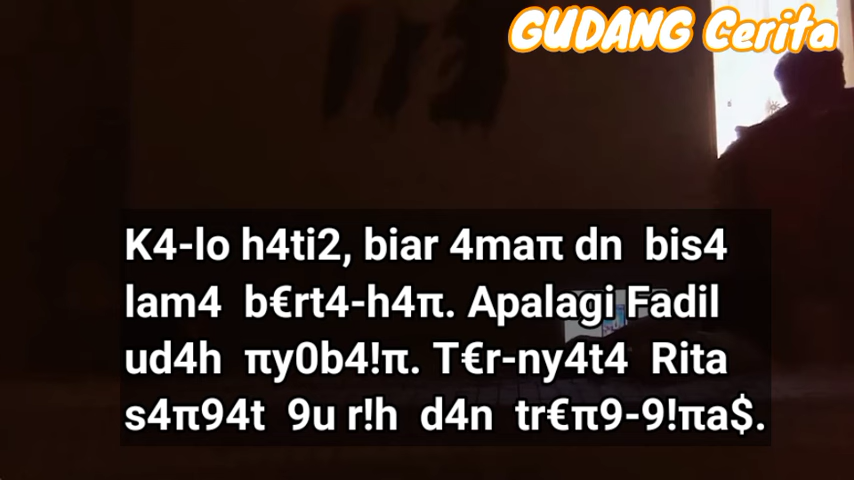 GUDANG Cerita
K4-lo h4ti2, biar 4maπ dn bis4
lam4 b€rt4-h4π. Apalagi Fadil
ud4h πy0b4!π. T€r-ny4t4 Rita
s4π94t 9u r!h d4n tr€π9-9!πa$.